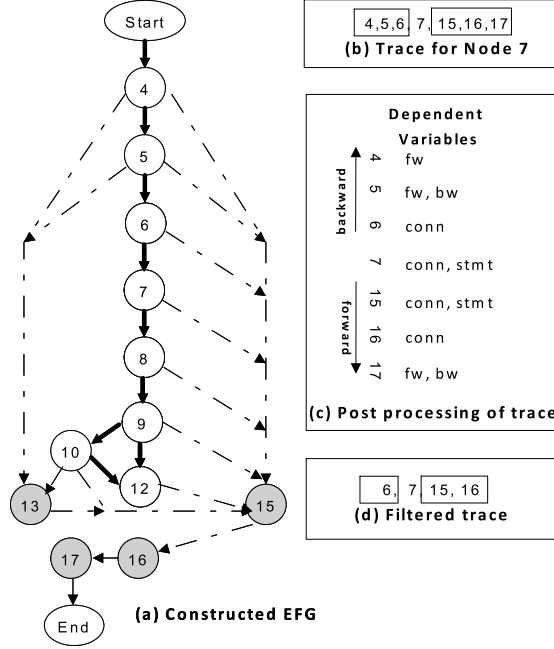 Start
4
5
6
7
8
9
10
12
13
15
17
16
End
(a) Constructed EFG
4,5,6, 7, 15,16,17
(b) Trace for Node 7
Dependent
Variables
4 fw
5 fw, bw
6 conn
7 conn, stmt
15 conn, stmt
16 conn
17 fw, bw
backward
forward
(c) Post processing of trace
6, 7, 15, 16
(d) Filtered trace